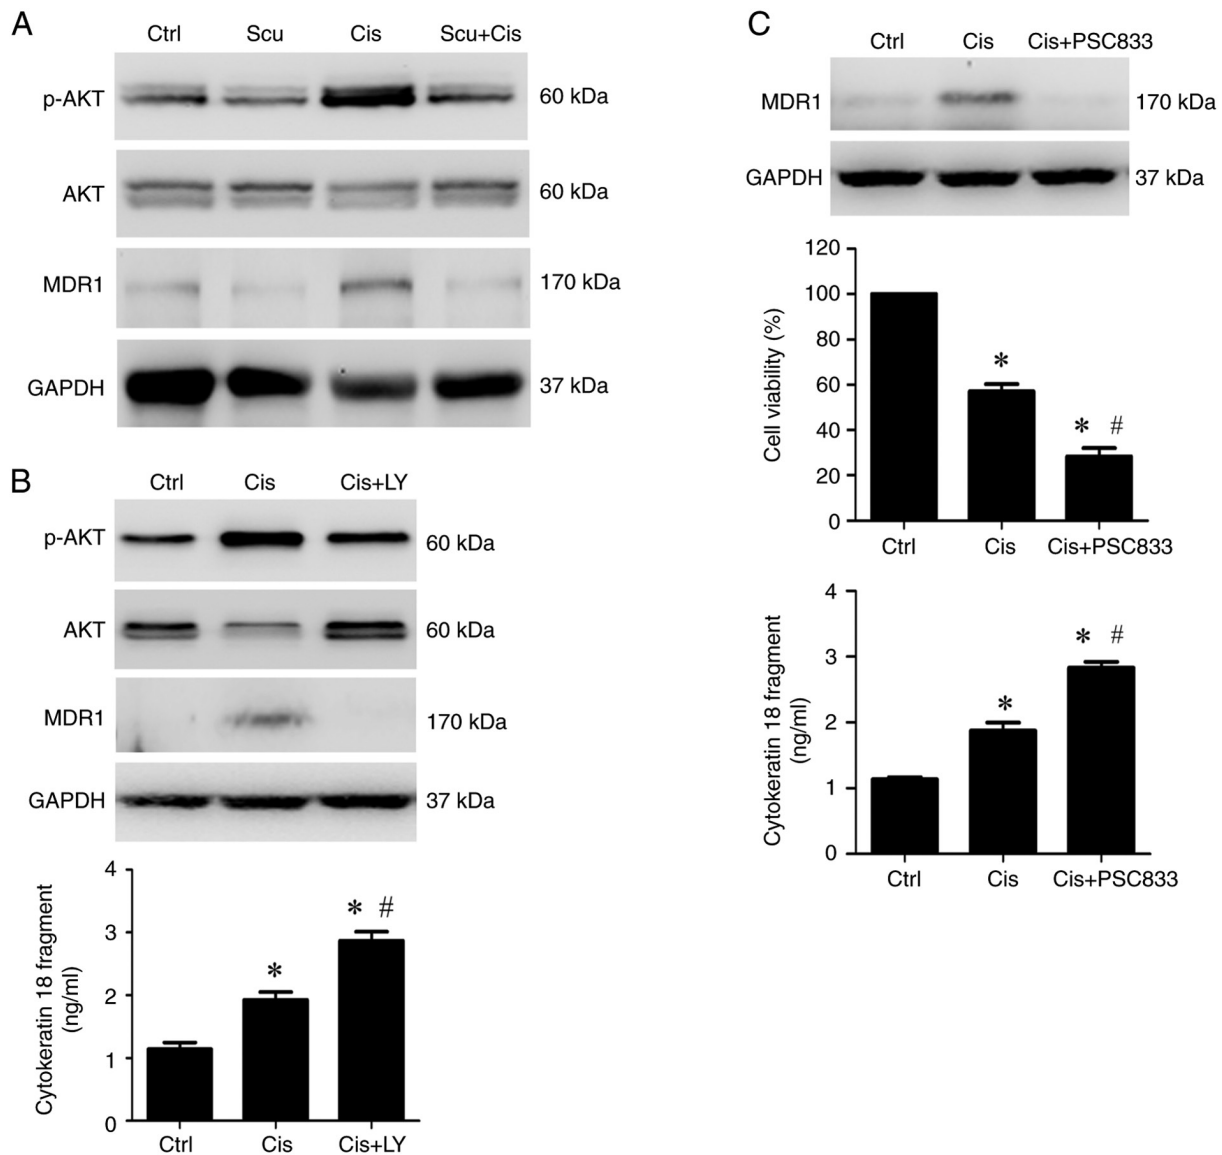 A
Ctrl Scu Cis Scu+Cis
p-AKT 60 kDa
AKT 60 kDa
MDR1 170 kDa
GAPDH 37 kDa
B
Ctrl Cis Cis+LY
p-AKT 60 kDa
AKT 60 kDa
MDR1 170 kDa
GAPDH 37 kDa
Cytokeratin 18 fragment
(ng/ml)
4
3
2
1
0
*
* #
Ctrl Cis Cis+LY
C
Ctrl Cis Cis+PSC833
MDR1 170 kDa
GAPDH 37 kDa
Cell viability (%)
120
100
80
60
40
20
0
*
* #
Ctrl Cis Cis+PSC833
Cytokeratin 18 fragment
(ng/ml)
4
3
2
1
0
*
* #
Ctrl Cis Cis+PSC833